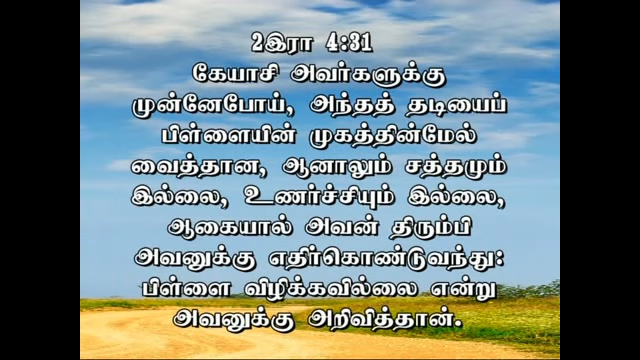 2இரா 4:31
கேயாசி அவர்களுக்கு
முன்னேபோய், அந்தத் தடியைப்
பிள்ளையின் முகத்தின்மேல்
வைத்தான, ஆனாலும் சத்தமும்
இல்லை, உணர்ச்சியும் இல்லை,
ஆகையால் அவன் திரும்பி
அவனுக்கு எதிர்கொண்டுவந்து:
பிள்ளை விழிக்கவில்லை என்று
அவனுக்கு அறிவித்தான்.